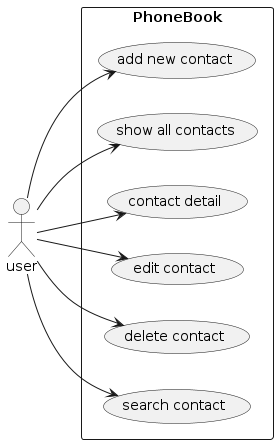 PhoneBook
add new contact
show all contacts
contact detail
user
edit contact
delete contact
search contact